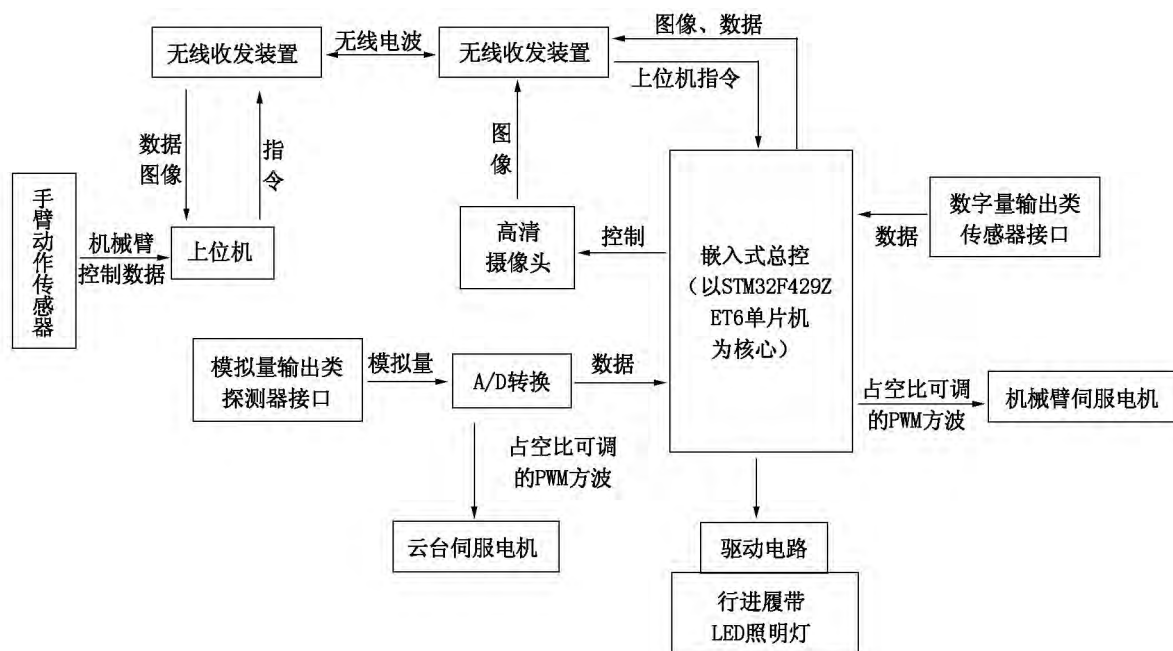 图像、数据
无线收发装置
无线电波
无线收发装置
上位机指令
数据
图像
指
令
图
像
手臂动作传感器
机械臂
控制数据
上位机
高清
摄像头
控制
嵌入式总控
（以STM32F429Z
ET6单片机
为核心）
数据
数字量输出类
传感器接口
模拟量输出类
探测器接口
模拟量
A/D转换
数据
占空比可调
的PWM方波
机械臂伺服电机
占空比可调
的PWM方波
云台伺服电机
驱动电路
行进履带
LED照明灯